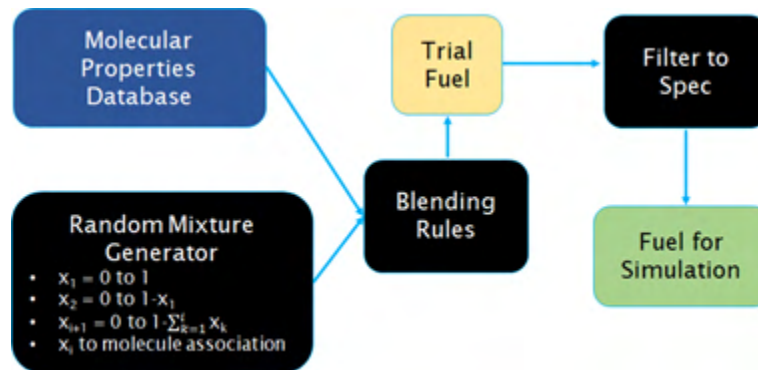 Molecular
Properties
Database
Trial
Fuel
Filter to
Spec
Random Mixture
Generator
• x₁ = 0 to 1
• x₂ = 0 to 1-x₁
• xᵢ₊₁ = 0 to 1-∑ᵢₖ₌₁ xₖ
• xᵢ to molecule association
Blending
Rules
Fuel for
Simulation